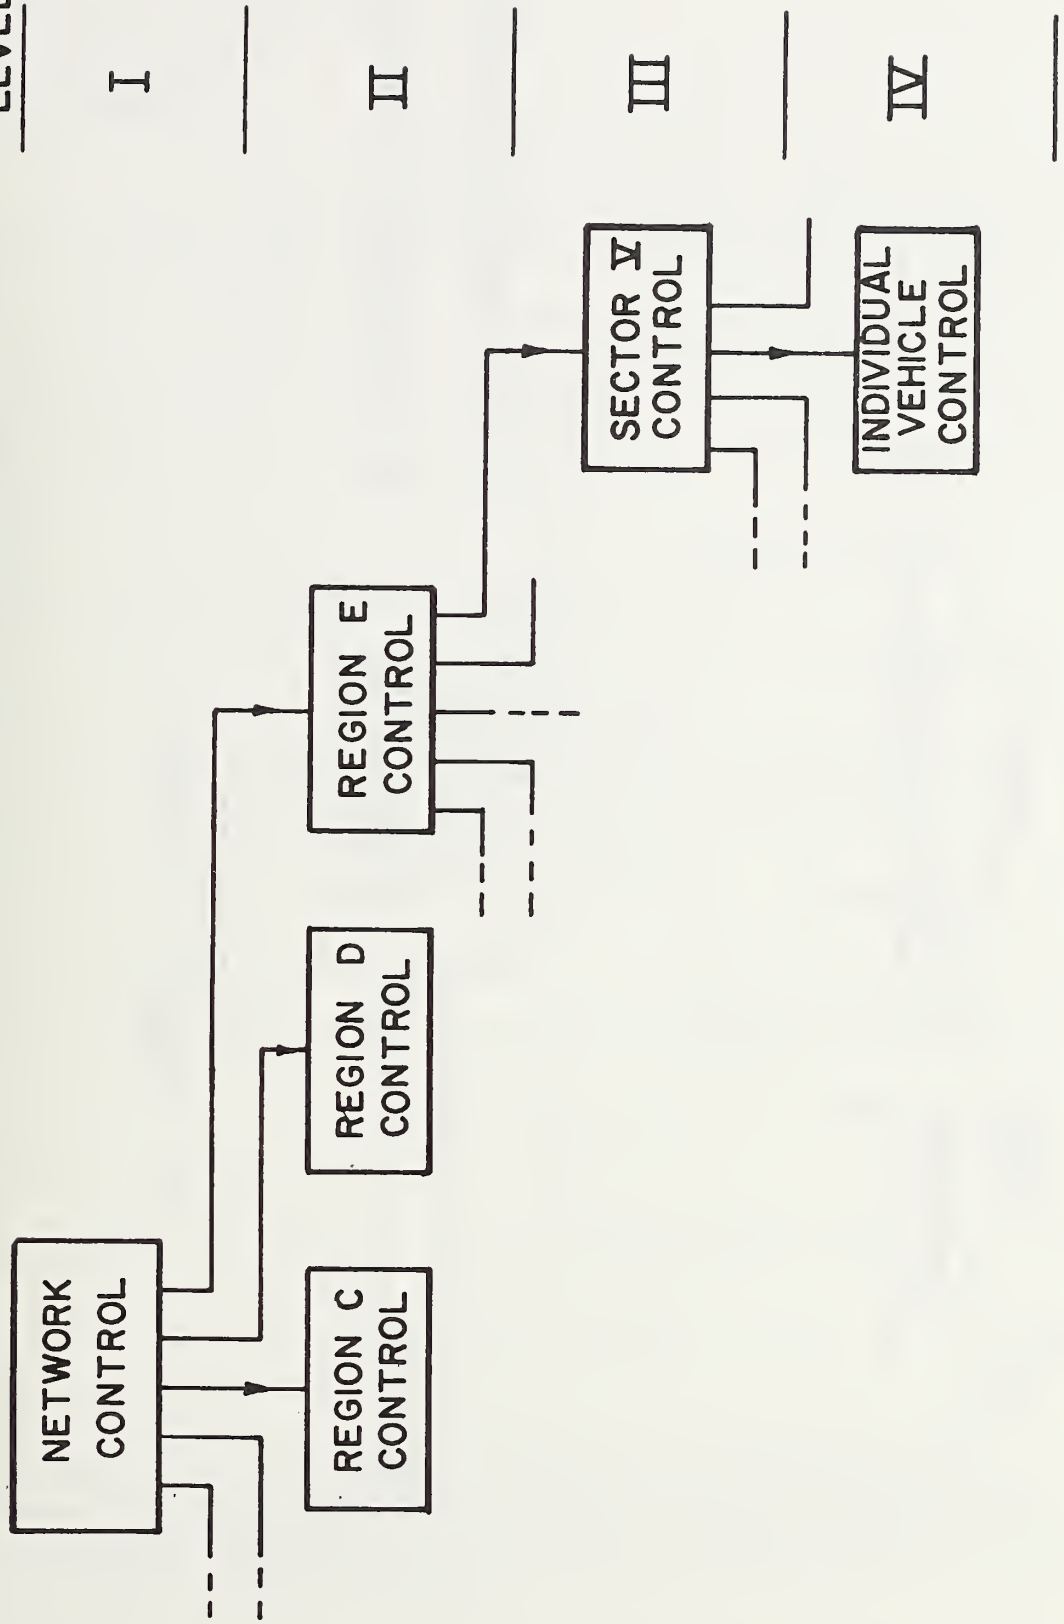 LEVEL
I
NETWORK
CONTROL
II
REGION C
CONTROL
REGION D
CONTROL
REGION E
CONTROL
III
SECTOR V
CONTROL
IV
INDIVIDUAL
VEHICLE
CONTROL